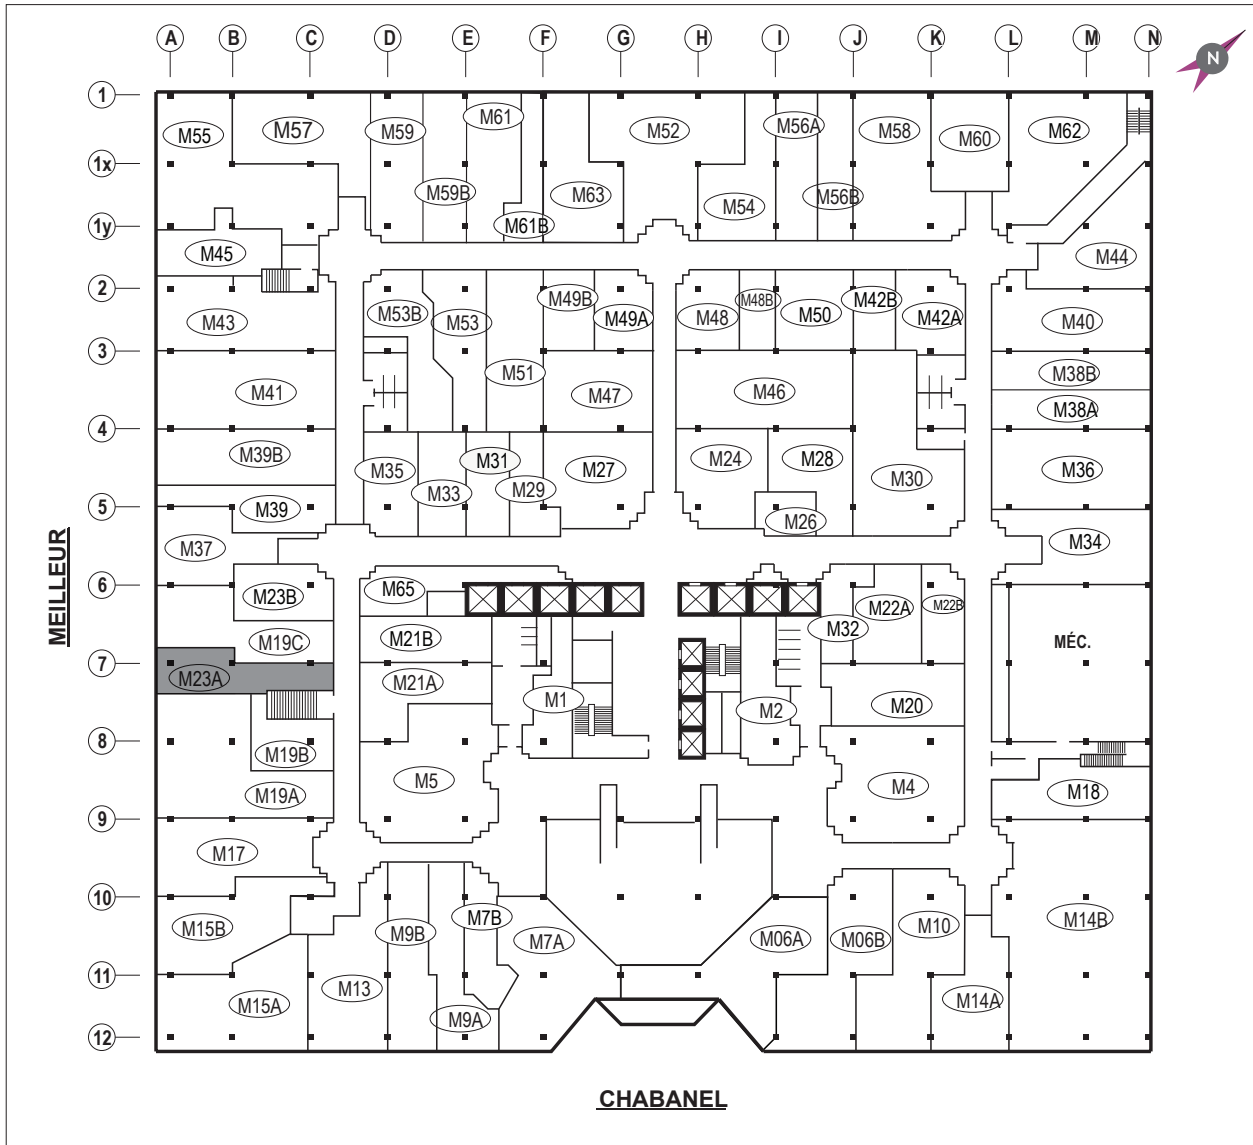 A B C D E F G H I J K L M N
N
1
M55 M57 M59 M61 M52 M56A M58 M60 M62
1x
M59B M63 M54 M56B
1y
M61B
M45 M44
2
M53B M49B M48B M42B
M43 M53 M49A M48 M50 M42A M40
3
M51 M38B
M41 M47 M46 M38A
4
M39B M35 M31 M27 M24 M28 M36
M33 M29 M30
5
M39 M26
M37 M34
6
M23B M65 M22A M22B
M19C M21B M32 MÉC.
7
M23A M21A M1 M2 M20
8
M19B M5 M4 M18
M19A
9
M17
10
M15B M9B M7B M7A M06A M06B M10 M14B
11
M15A M13 M9A M14A
12
MEILLEUR
CHABANEL